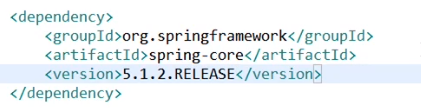 <dependency>
<groupId>org.springframework</groupId>
<artifactId>spring-core</artifactId>
<version>5.1.2.RELEASE</version>
</dependency>